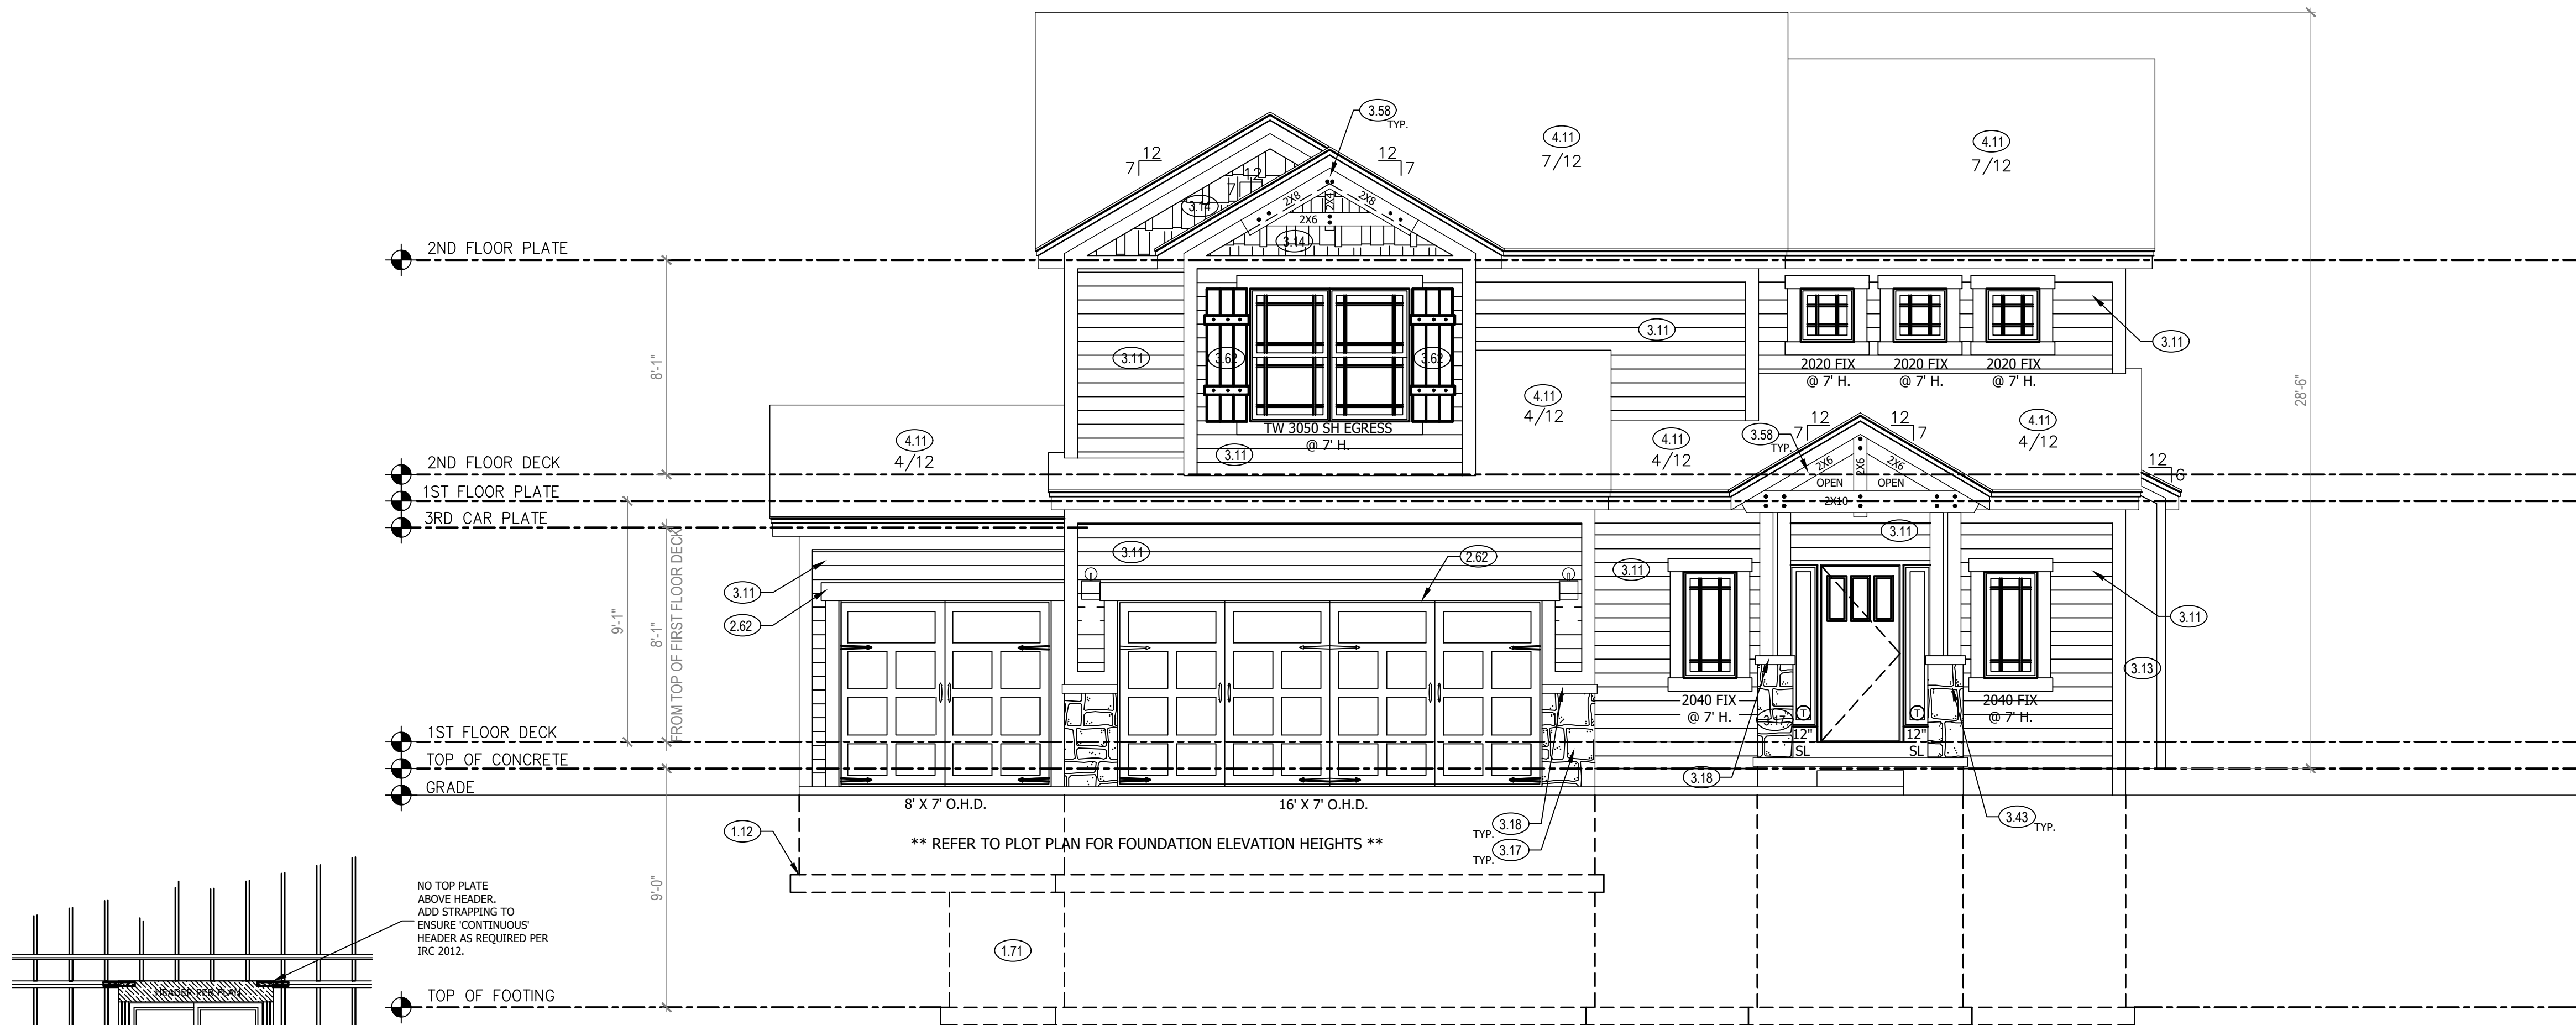 3.58
TYP.
4.11
7/12
4.11
7/12
12
7
12
7
12
7
3.14
2X8
2X4
2X8
2X6
3.14
2ND FLOOR PLATE
8'-1"
28'-6"
3.11
3.62
3.62
3.11
3.11
2020 FIX
@ 7' H.
2020 FIX
@ 7' H.
2020 FIX
@ 7' H.
4.11
4/12
TW 3050 SH EGRESS
@ 7' H.
3.11
4.11
4/12
4.11
4/12
3.58
TYP.
12
7
12
7
4.11
4/12
2X6
2X6
2X6
OPEN
OPEN
2X10
12
6
2ND FLOOR DECK
1ST FLOOR PLATE
3RD CAR PLATE
9'-1"
8'-1"
FROM TOP OF FIRST FLOOR DECK
3.11
3.11
2.62
3.11
3.11
3.11
2.62
3.11
3.13
2040 FIX
@ 7' H.
2040 FIX
@ 7' H.
3.17
T
T
12"
SL
12"
SL
1ST FLOOR DECK
TOP OF CONCRETE
GRADE
3.18
8' X 7' O.H.D.
16' X 7' O.H.D.
1.12
3.18
TYP.
3.17
TYP.
3.43
TYP.
** REFER TO PLOT PLAN FOR FOUNDATION ELEVATION HEIGHTS **
9'-0"
1.71
NO TOP PLATE
ABOVE HEADER.
ADD STRAPPING TO
ENSURE 'CONTINUOUS'
HEADER AS REQUIRED PER
IRC 2012.
HEADER PER PLAN
TOP OF FOOTING